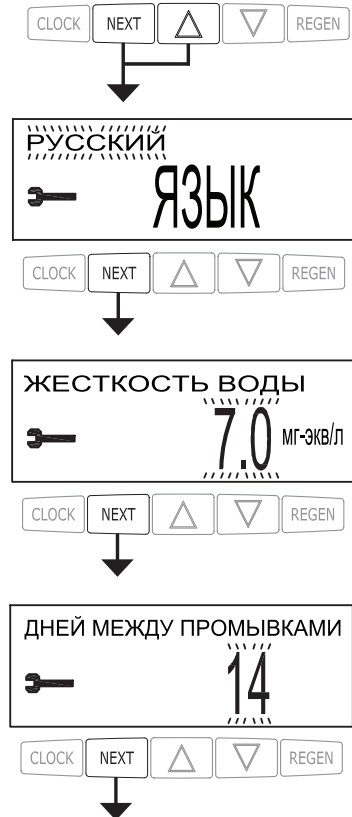 CLOCK NEXT REGEN
РУССКИЙ
ЯЗЫК
CLOCK NEXT REGEN
ЖЕСТКОСТЬ ВОДЫ
7.0 мг-экв/л
CLOCK NEXT REGEN
ДНЕЙ МЕЖДУ ПРОМЫВКАМИ
14
CLOCK NEXT REGEN